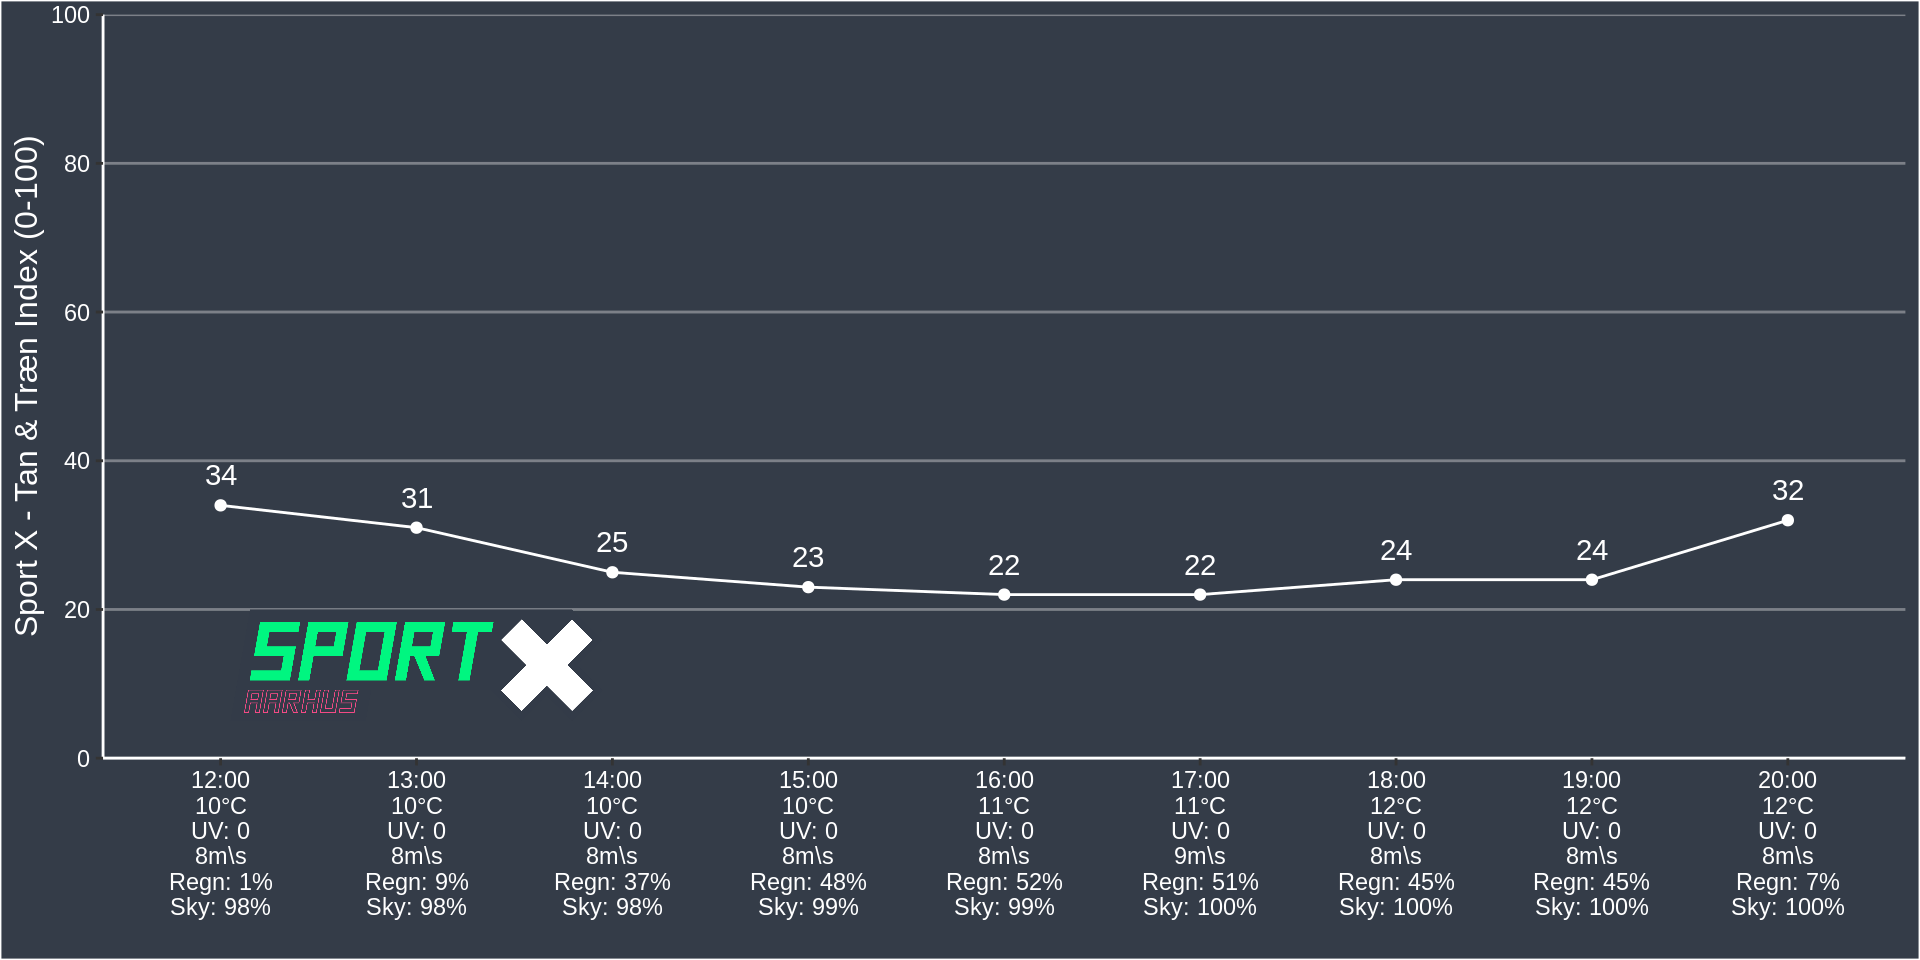 Sport X - Tan & Træn Index (0-100)
100
80
60
40
20
0
34
31
25
23
22
22
24
24
32
SPORT X
AARHUS
12:00 13:00 14:00 15:00 16:00 17:00 18:00 19:00 20:00
10°C 10°C 10°C 10°C 11°C 11°C 12°C 12°C 12°C
UV: 0 UV: 0 UV: 0 UV: 0 UV: 0 UV: 0 UV: 0 UV: 0 UV: 0
8m\s 8m\s 8m\s 8m\s 8m\s 9m\s 8m\s 8m\s 8m\s
Regn: 1% Regn: 9% Regn: 37% Regn: 48% Regn: 52% Regn: 51% Regn: 45% Regn: 45% Regn: 7%
Sky: 98% Sky: 98% Sky: 98% Sky: 99% Sky: 99% Sky: 100% Sky: 100% Sky: 100% Sky: 100%